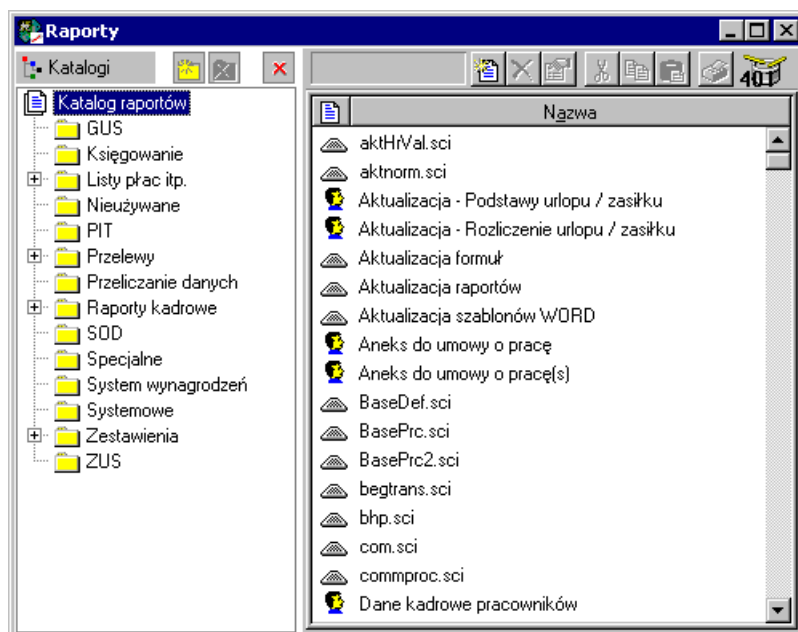 Raporty
Katalogi
401
Katalog raportów
GUS
Księgowanie
Listy płac itp.
Nieużywane
PIT
Przelewy
Przeliczanie danych
Raporty kadrowe
SOD
Specjalne
System wynagrodzeń
Systemowe
Zestawienia
ZUS
Nazwa
aktHrVal.sci
aktnorm.sci
Aktualizacja - Podstawy urlopu / zasiłku
Aktualizacja - Rozliczenie urlopu / zasiłku
Aktualizacja formuł
Aktualizacja raportów
Aktualizacja szablonów WORD
Aneks do umowy o pracę
Aneks do umowy o pracę(s)
BaseDef.sci
BasePrc.sci
BasePrc2.sci
begtrans.sci
bhp.sci
com.sci
commproc.sci
Dane kadrowe pracowników